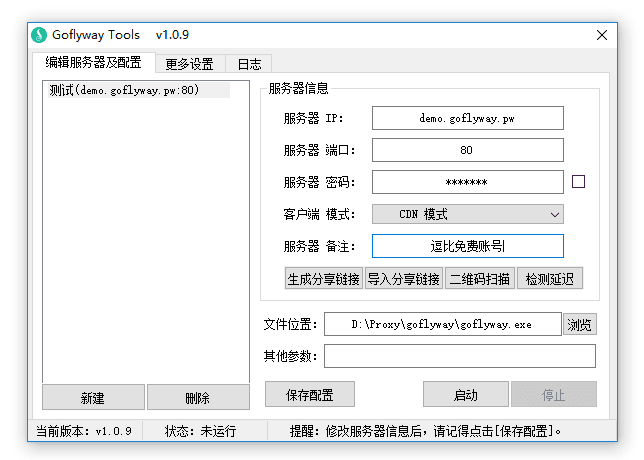 Goflyway Tools v1.0.9
编辑服务器及配置 更多设置 日志
测试(demo.goflyway.pw:80)
服务器信息
服务器 IP: demo.goflyway.pw
服务器 端口: 80
服务器 密码: *******
客户端 模式: CDN 模式
服务器 备注: 逗比免费账号
生成分享链接 导入分享链接 二维码扫描 检测延迟
文件位置: D:\Proxy\goflyway\goflyway.exe 浏览
其他参数:
新建 删除 保存配置 启动 停止
当前版本: v1.0.9 状态: 未运行 提醒: 修改服务器信息后, 请记得点击[保存配置]。